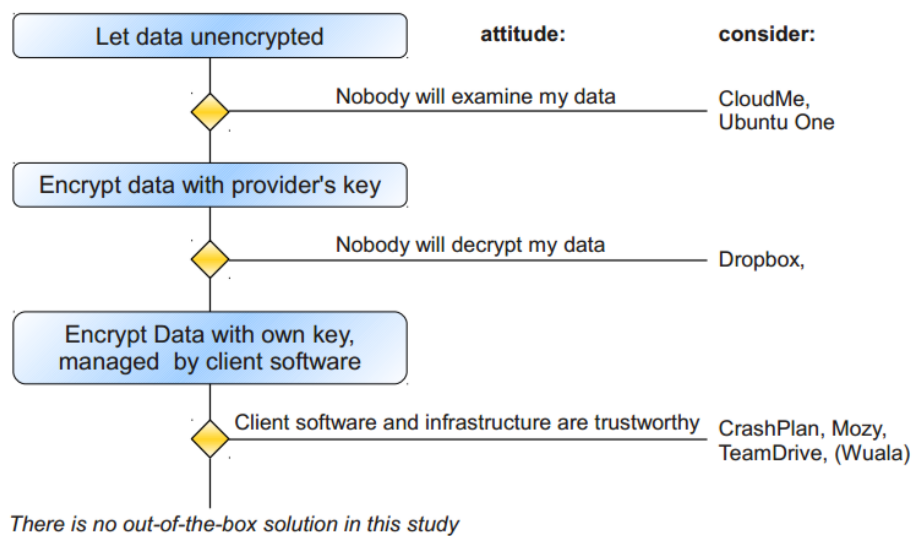 Let data unencrypted
attitude:
consider:
Nobody will examine my data
CloudMe,
Ubuntu One
Encrypt data with provider's key
Nobody will decrypt my data
Dropbox,
Encrypt Data with own key,
managed by client software
Client software and infrastructure are trustworthy
CrashPlan, Mozy,
TeamDrive, (Wuala)
There is no out-of-the-box solution in this study